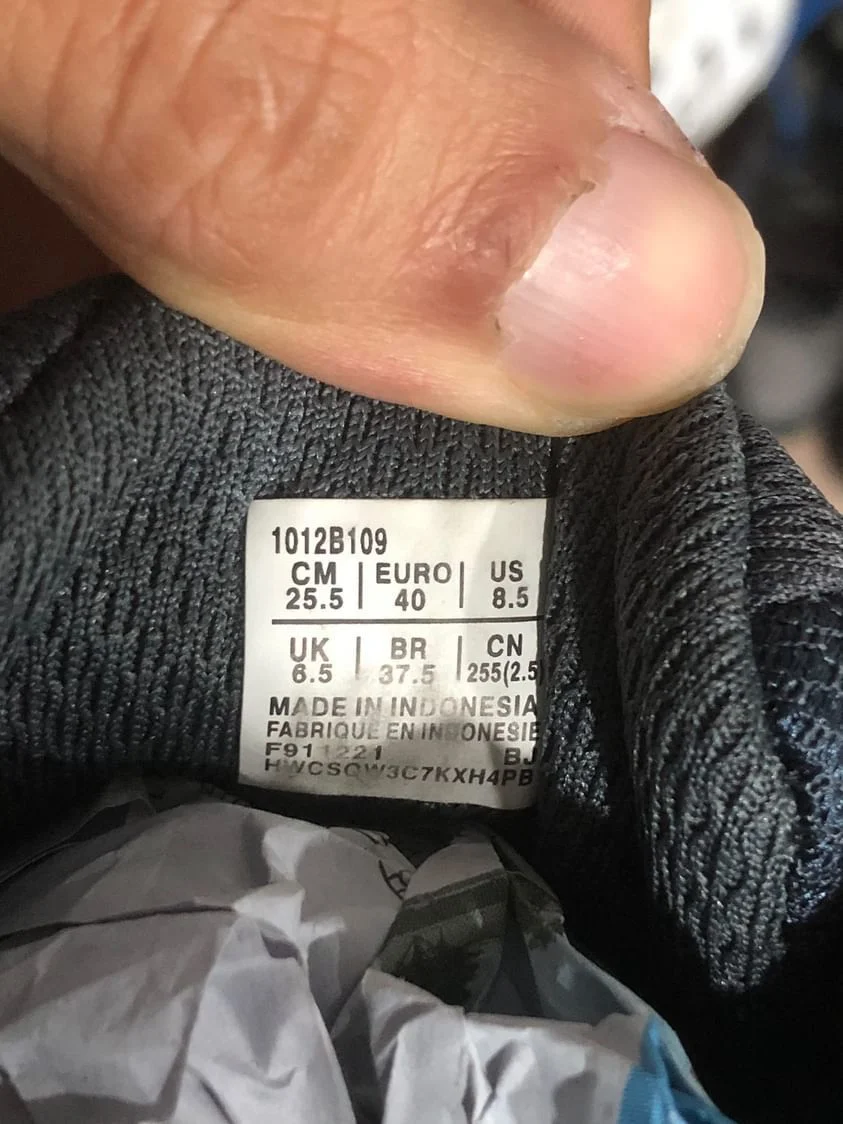 1012B109
CM | EURO | US
25.5 | 40 | 8.5
UK | BR | CN
6.5 | 37.5 | 255(2.5
MADE IN INDONESIA
FABRIQUE EN INDONESIE
F911221 BJ
HWCSQW3C7KXH4PB